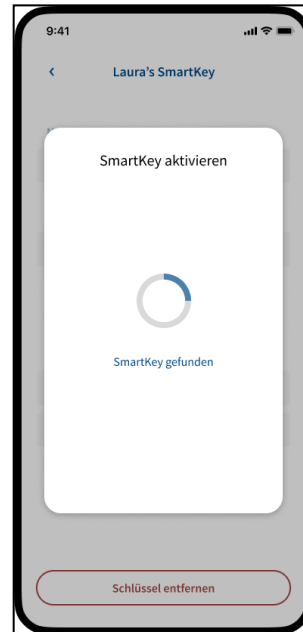 9:41
Laura's SmartKey
SmartKey aktivieren
SmartKey gefunden
Schlüssel entfernen